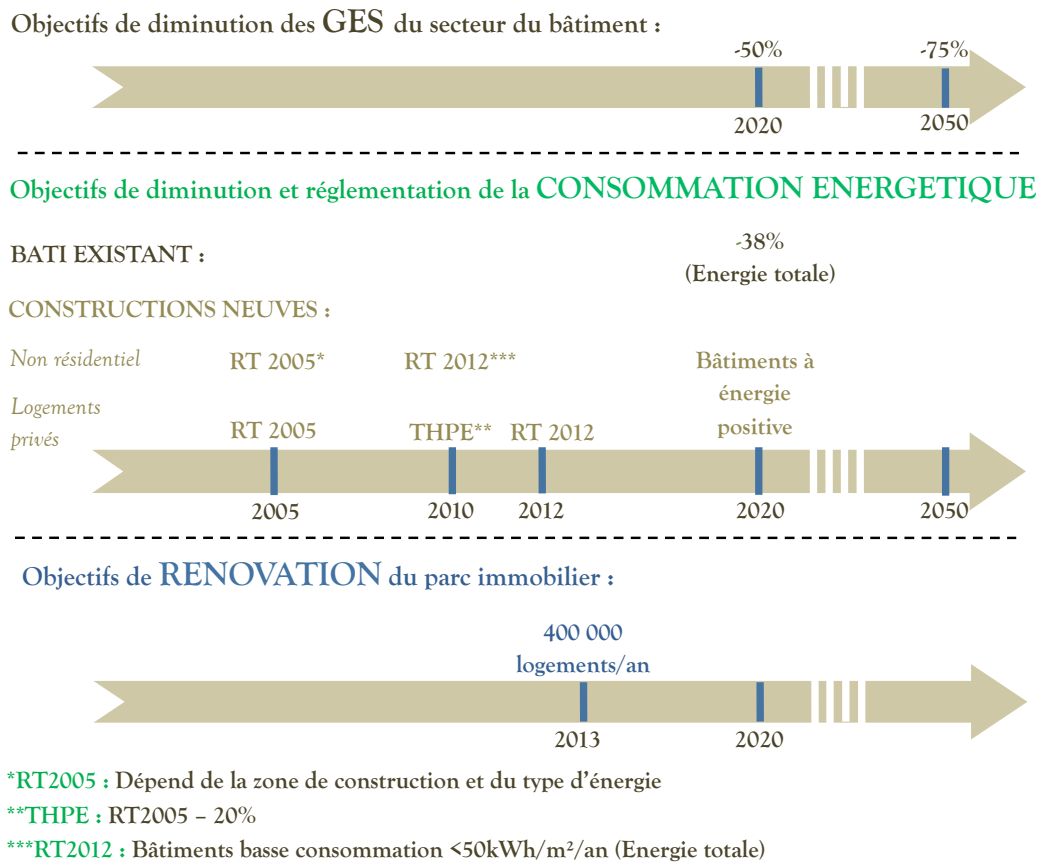 Objectifs de diminution des GES du secteur du bâtiment :
-50% -75%
2020 2050
Objectifs de diminution et réglementation de la CONSOMMATION ENERGETIQUE
BATI EXISTANT :
-38%
(Energie totale)
CONSTRUCTIONS NEUVES :
Non résidentiel RT 2005* RT 2012*** Bâtiments à
énergie
positive
Logements
privés
RT 2005 THPE** RT 2012
2005 2010 2012 2020 2050
Objectifs de RENOVATION du parc immobilier :
400 000
logements/an
2013 2020
*RT2005 : Dépend de la zone de construction et du type d'énergie
**THPE : RT2005 – 20%
***RT2012 : Bâtiments basse consommation <50kWh/m²/an (Energie totale)